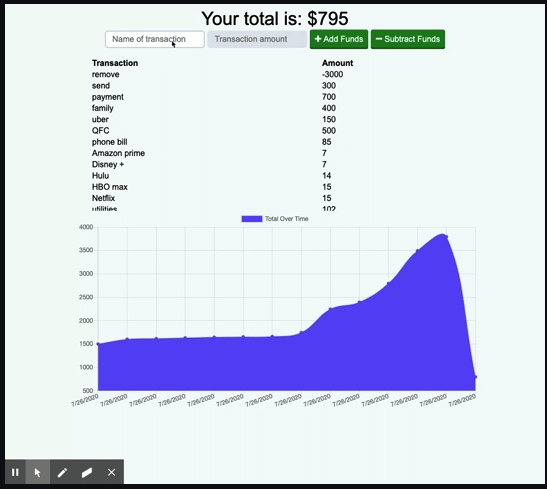 Your total is: $795
Name of transaction Transaction amount + Add Funds − Subtract Funds
Transaction Amount
remove -3000
send 300
payment 700
family 400
uber 150
QFC 500
phone bill 85
Amazon prime 7
Disney + 7
Hulu 14
HBO max 15
Netflix 15
utilities 102
Total Over Time
4000
3500
3000
2500
2000
1500
1000
500
7/26/2020 7/26/2020 7/26/2020 7/26/2020 7/26/2020 7/26/2020 7/26/2020 7/26/2020 7/26/2020 7/26/2020 7/26/2020 7/26/2020 7/26/2020 7/26/2020